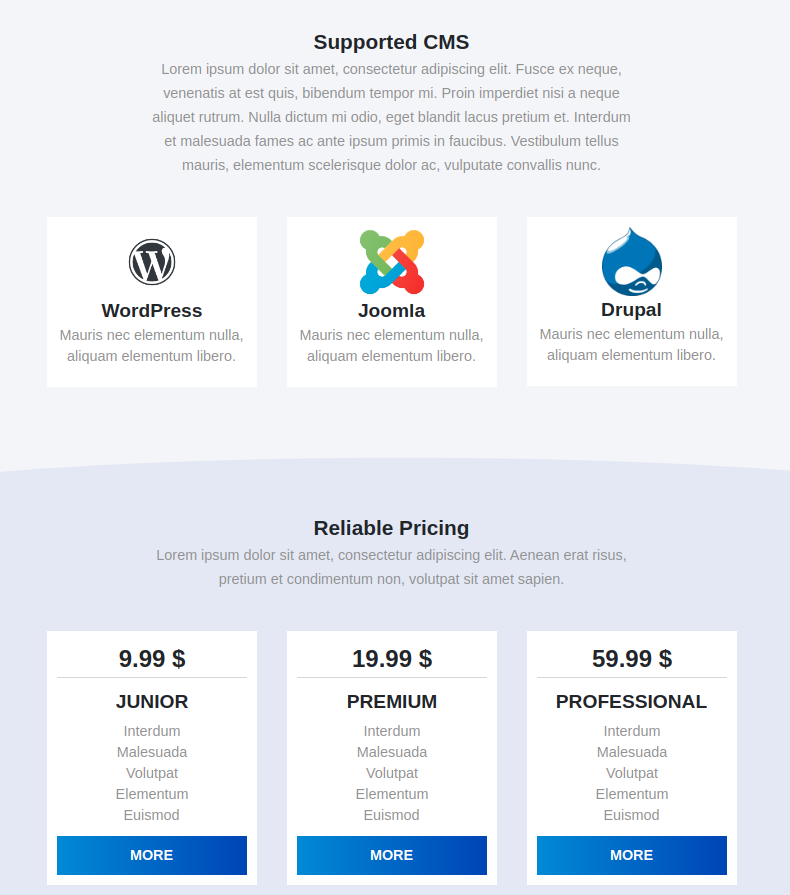 Supported CMS
Lorem ipsum dolor sit amet, consectetur adipiscing elit. Fusce ex neque,
venenatis at est quis, bibendum tempor mi. Proin imperdiet nisi a neque
aliquet rutrum. Nulla dictum mi odio, eget blandit lacus pretium et. Interdum
et malesuada fames ac ante ipsum primis in faucibus. Vestibulum tellus
mauris, elementum scelerisque dolor ac, vulputate convallis nunc.
WordPress
Mauris nec elementum nulla,
aliquam elementum libero.
Joomla
Mauris nec elementum nulla,
aliquam elementum libero.
Drupal
Mauris nec elementum nulla,
aliquam elementum libero.
Reliable Pricing
Lorem ipsum dolor sit amet, consectetur adipiscing elit. Aenean erat risus,
pretium et condimentum non, volutpat sit amet sapien.
9.99 $
JUNIOR
Interdum
Malesuada
Volutpat
Elementum
Euismod
MORE
19.99 $
PREMIUM
Interdum
Malesuada
Volutpat
Elementum
Euismod
MORE
59.99 $
PROFESSIONAL
Interdum
Malesuada
Volutpat
Elementum
Euismod
MORE